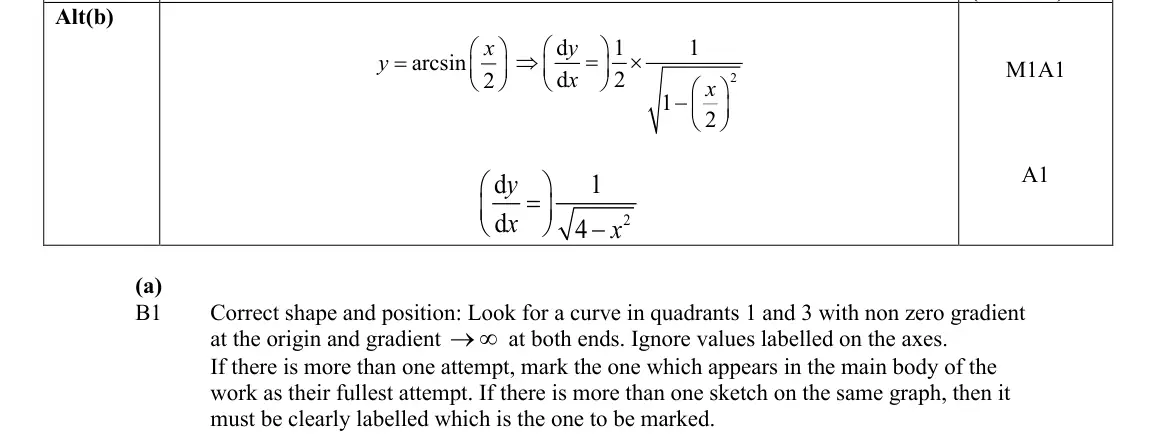 Alt(b)
y = arcsin(x/2) ⇒ (dy/dx =) 1/2 × 1/√(1−(x/2)²)
M1A1
(dy/dx =) 1/√(4−x²)
A1
(a)
B1 Correct shape and position: Look for a curve in quadrants 1 and 3 with non zero gradient
at the origin and gradient → ∞ at both ends. Ignore values labelled on the axes.
If there is more than one attempt, mark the one which appears in the main body of the
work as their fullest attempt. If there is more than one sketch on the same graph, then it
must be clearly labelled which is the one to be marked.